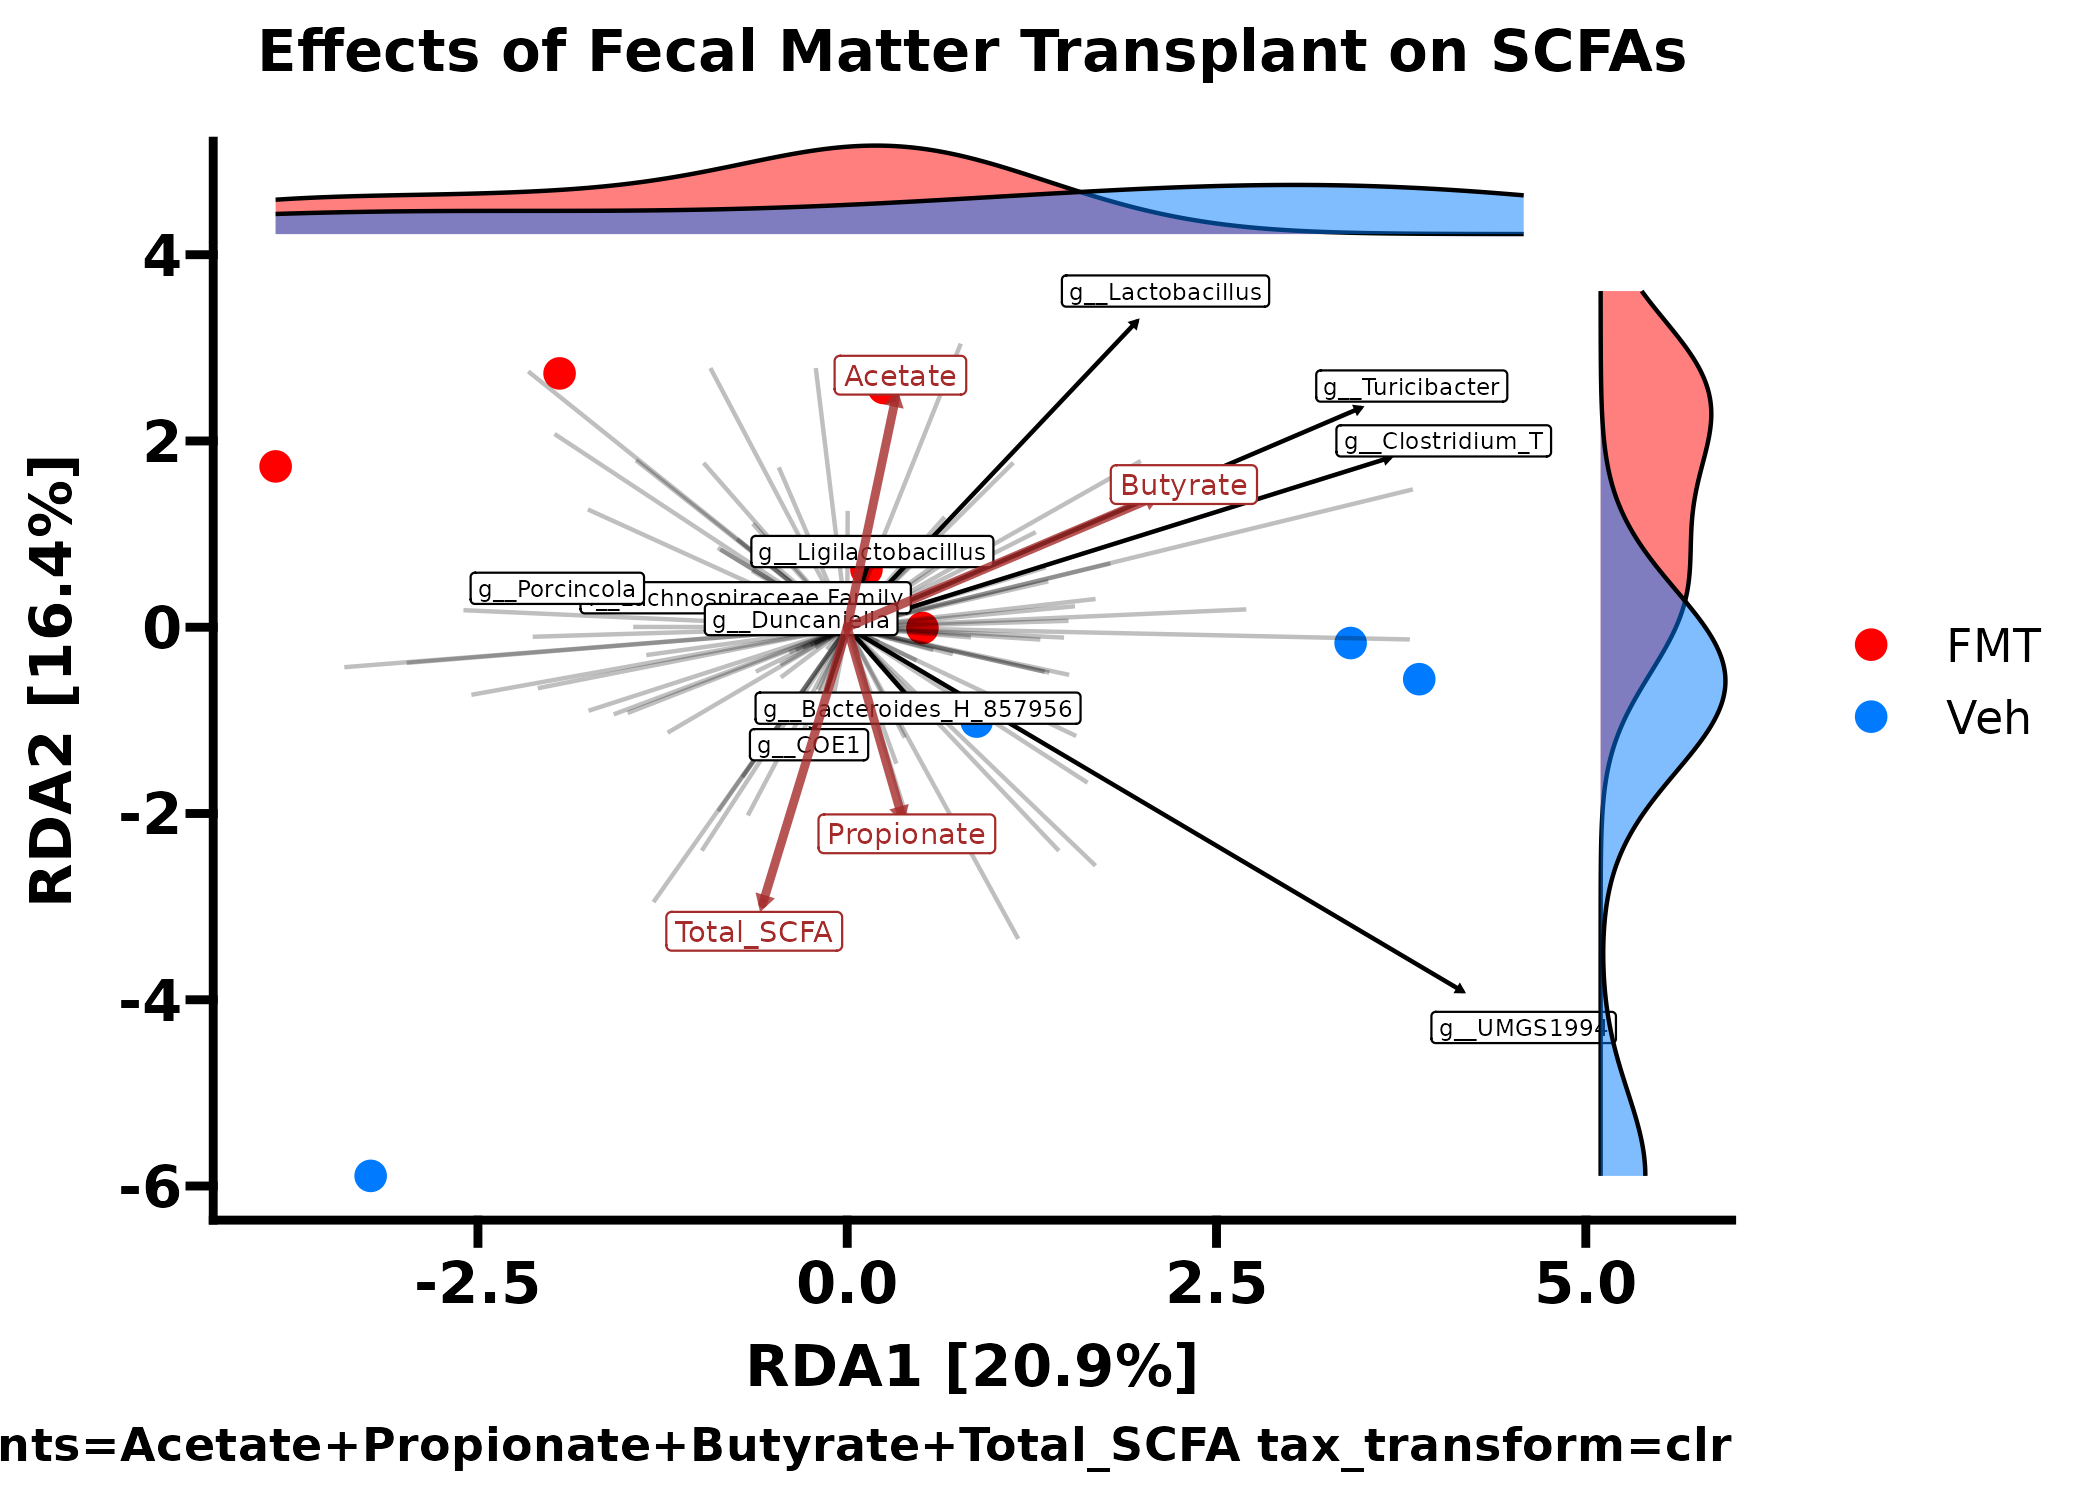 Effects of Fecal Matter Transplant on SCFAs
4
g__Lactobacillus
Acetate
g__Turicibacter
2
g__Clostridium_T
Butyrate
g__Ligilactobacillus
g__Porcincola
Family
0
g__Duncaniella
FMT
g__Bacteroides_H_857956
Veh
g__COE1
-2
Propionate
Total_SCFA
-4
g__UMGS1994
-6
RDA2 [16.4%]
-2.5 0.0 2.5 5.0
RDA1 [20.9%]
nts=Acetate+Propionate+Butyrate+Total_SCFA tax_transform=clr